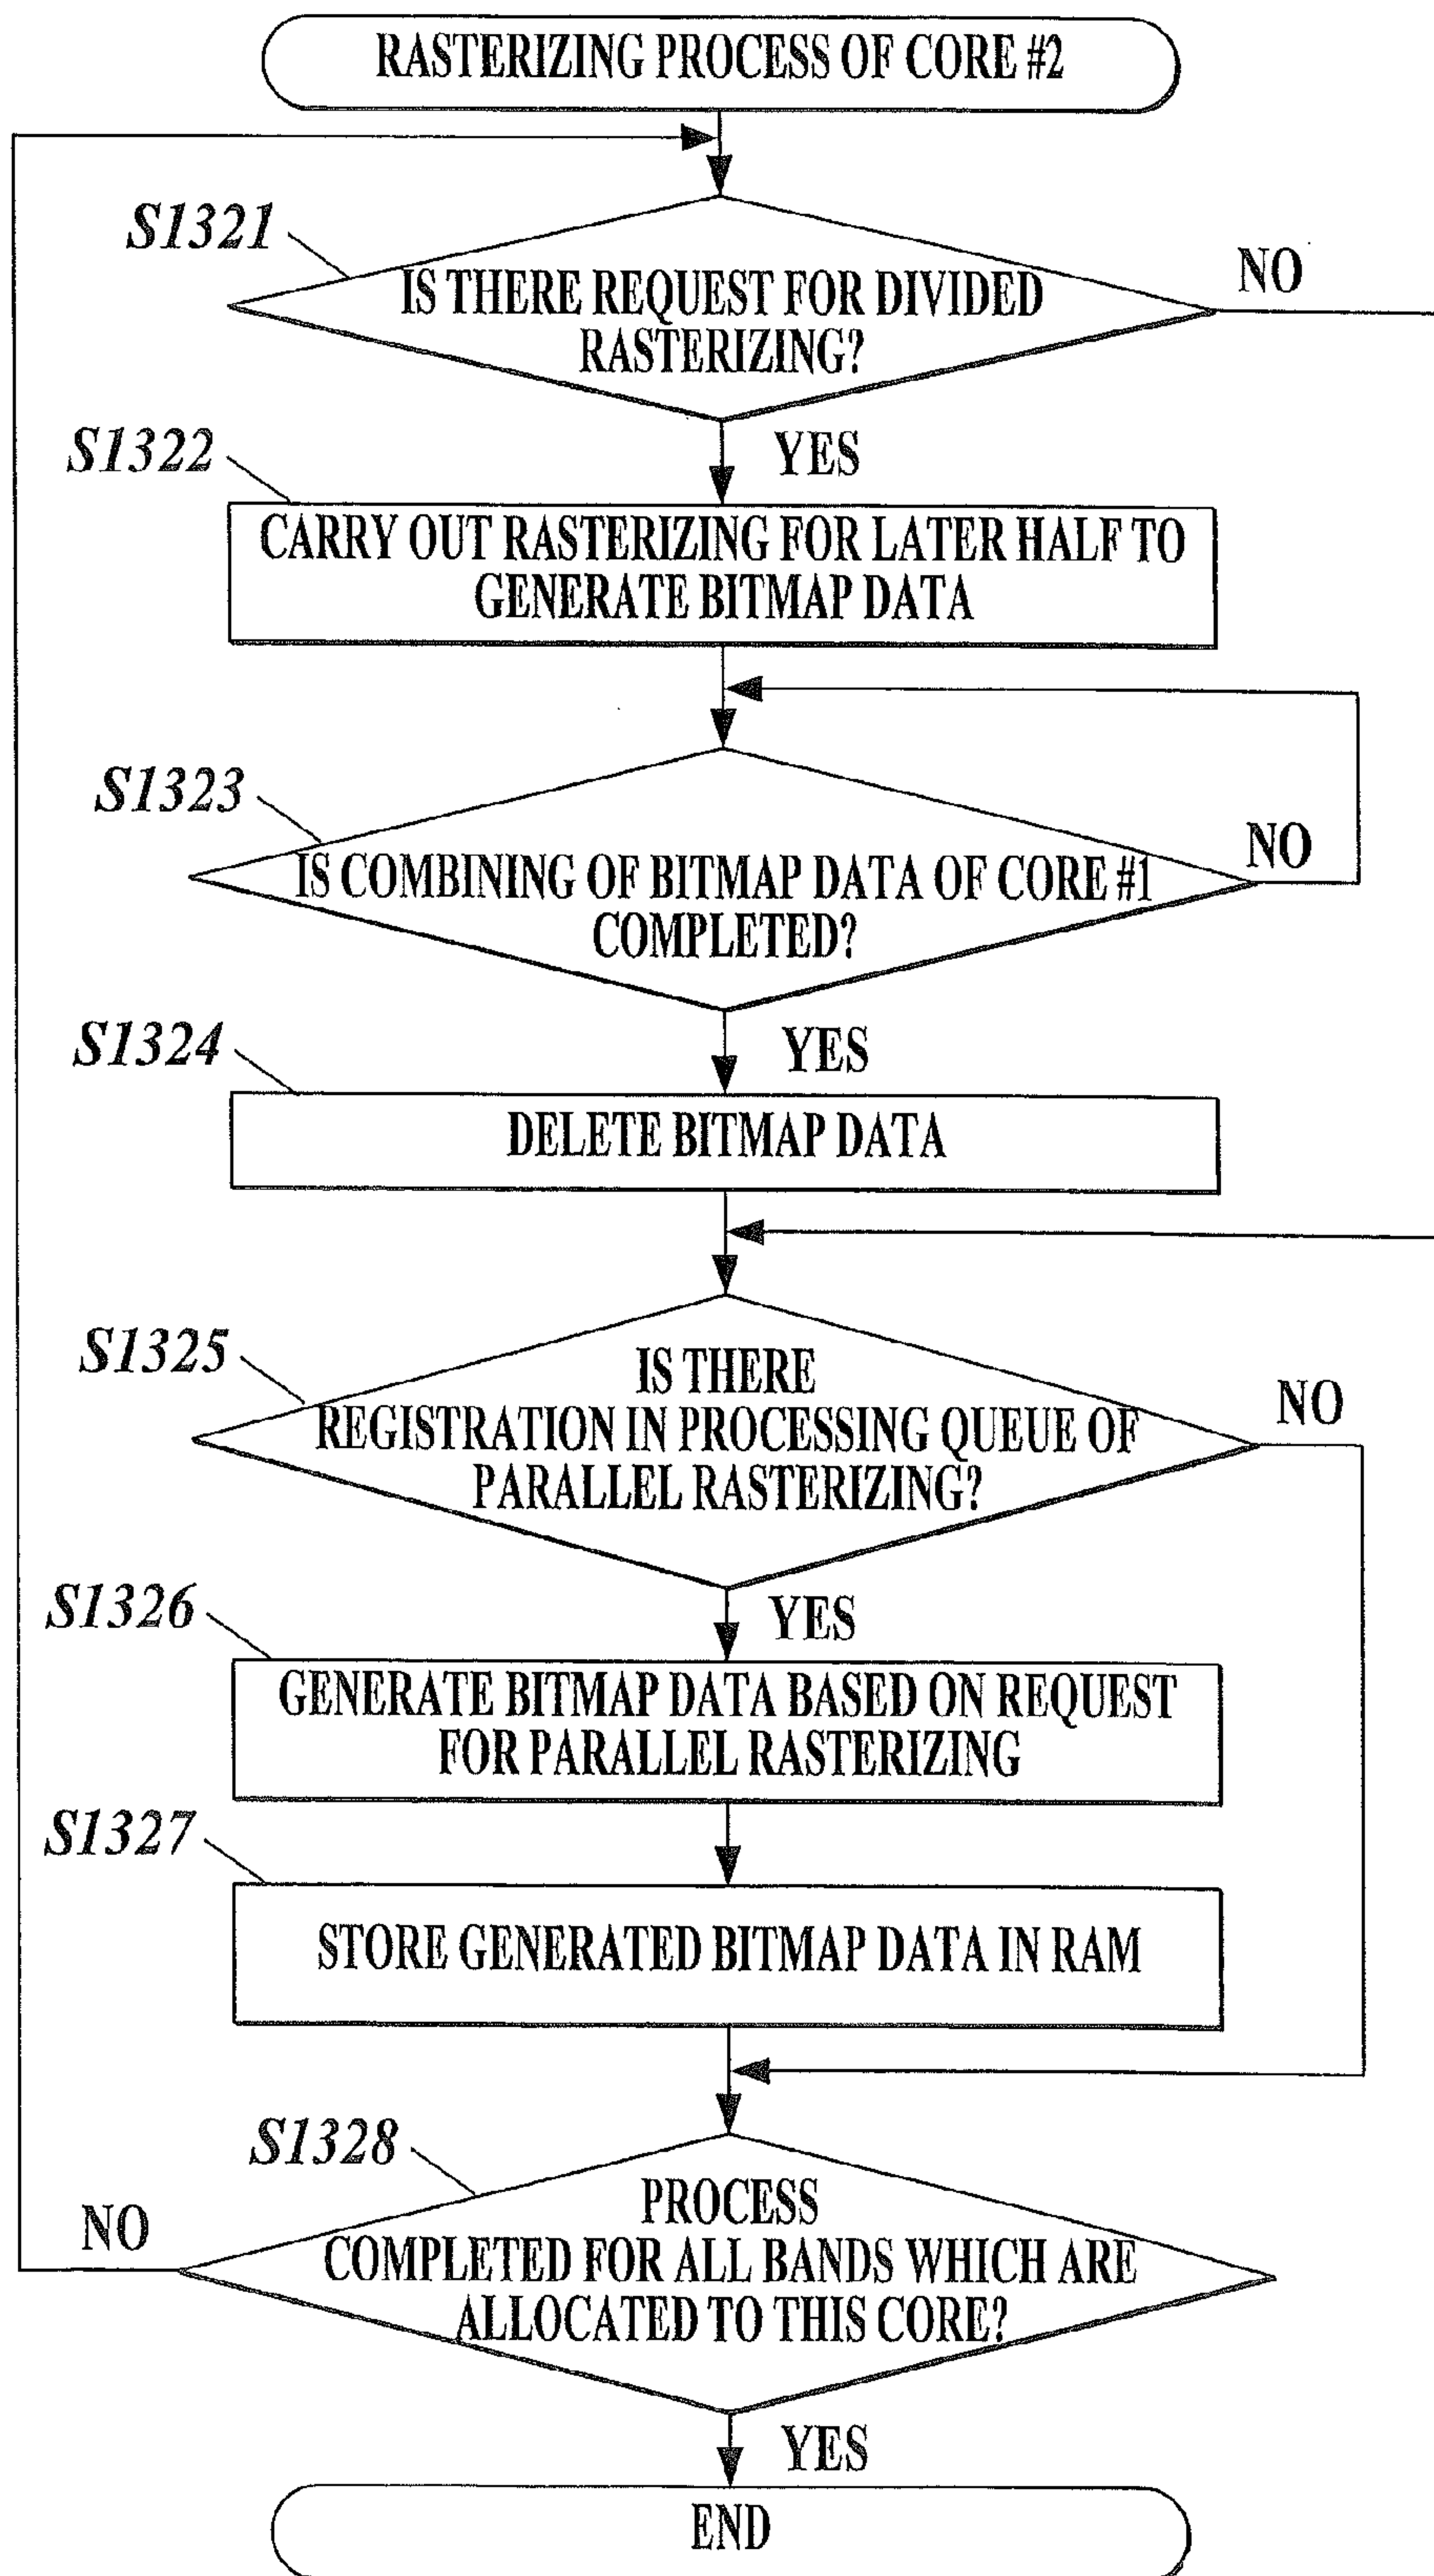 RASTERIZING PROCESS OF CORE #2
S1321
IS THERE REQUEST FOR DIVIDED
RASTERIZING?
NO
YES
S1322
CARRY OUT RASTERIZING FOR LATER HALF TO
GENERATE BITMAP DATA
S1323
IS COMBINING OF BITMAP DATA OF CORE #1
COMPLETED?
NO
YES
S1324
DELETE BITMAP DATA
S1325
IS THERE
REGISTRATION IN PROCESSING QUEUE OF
PARALLEL RASTERIZING?
NO
YES
S1326
GENERATE BITMAP DATA BASED ON REQUEST
FOR PARALLEL RASTERIZING
S1327
STORE GENERATED BITMAP DATA IN RAM
S1328
PROCESS
COMPLETED FOR ALL BANDS WHICH ARE
ALLOCATED TO THIS CORE?
NO
YES
END